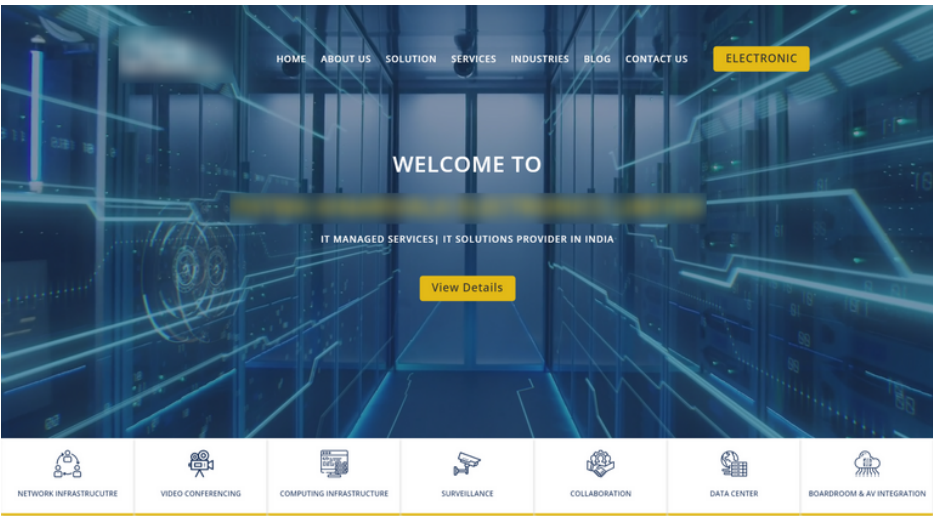 HOME ABOUT US SOLUTION SERVICES INDUSTRIES BLOG CONTACT US ELECTRONIC
WELCOME TO
IT MANAGED SERVICES| IT SOLUTIONS PROVIDER IN INDIA
View Details
NETWORK INFRASTRUCUTRE VIDEO CONFERENCING COMPUTING INFRASTRUCTURE SURVEILLANCE COLLABORATION DATA CENTER BOARDROOM & AV INTEGRATION